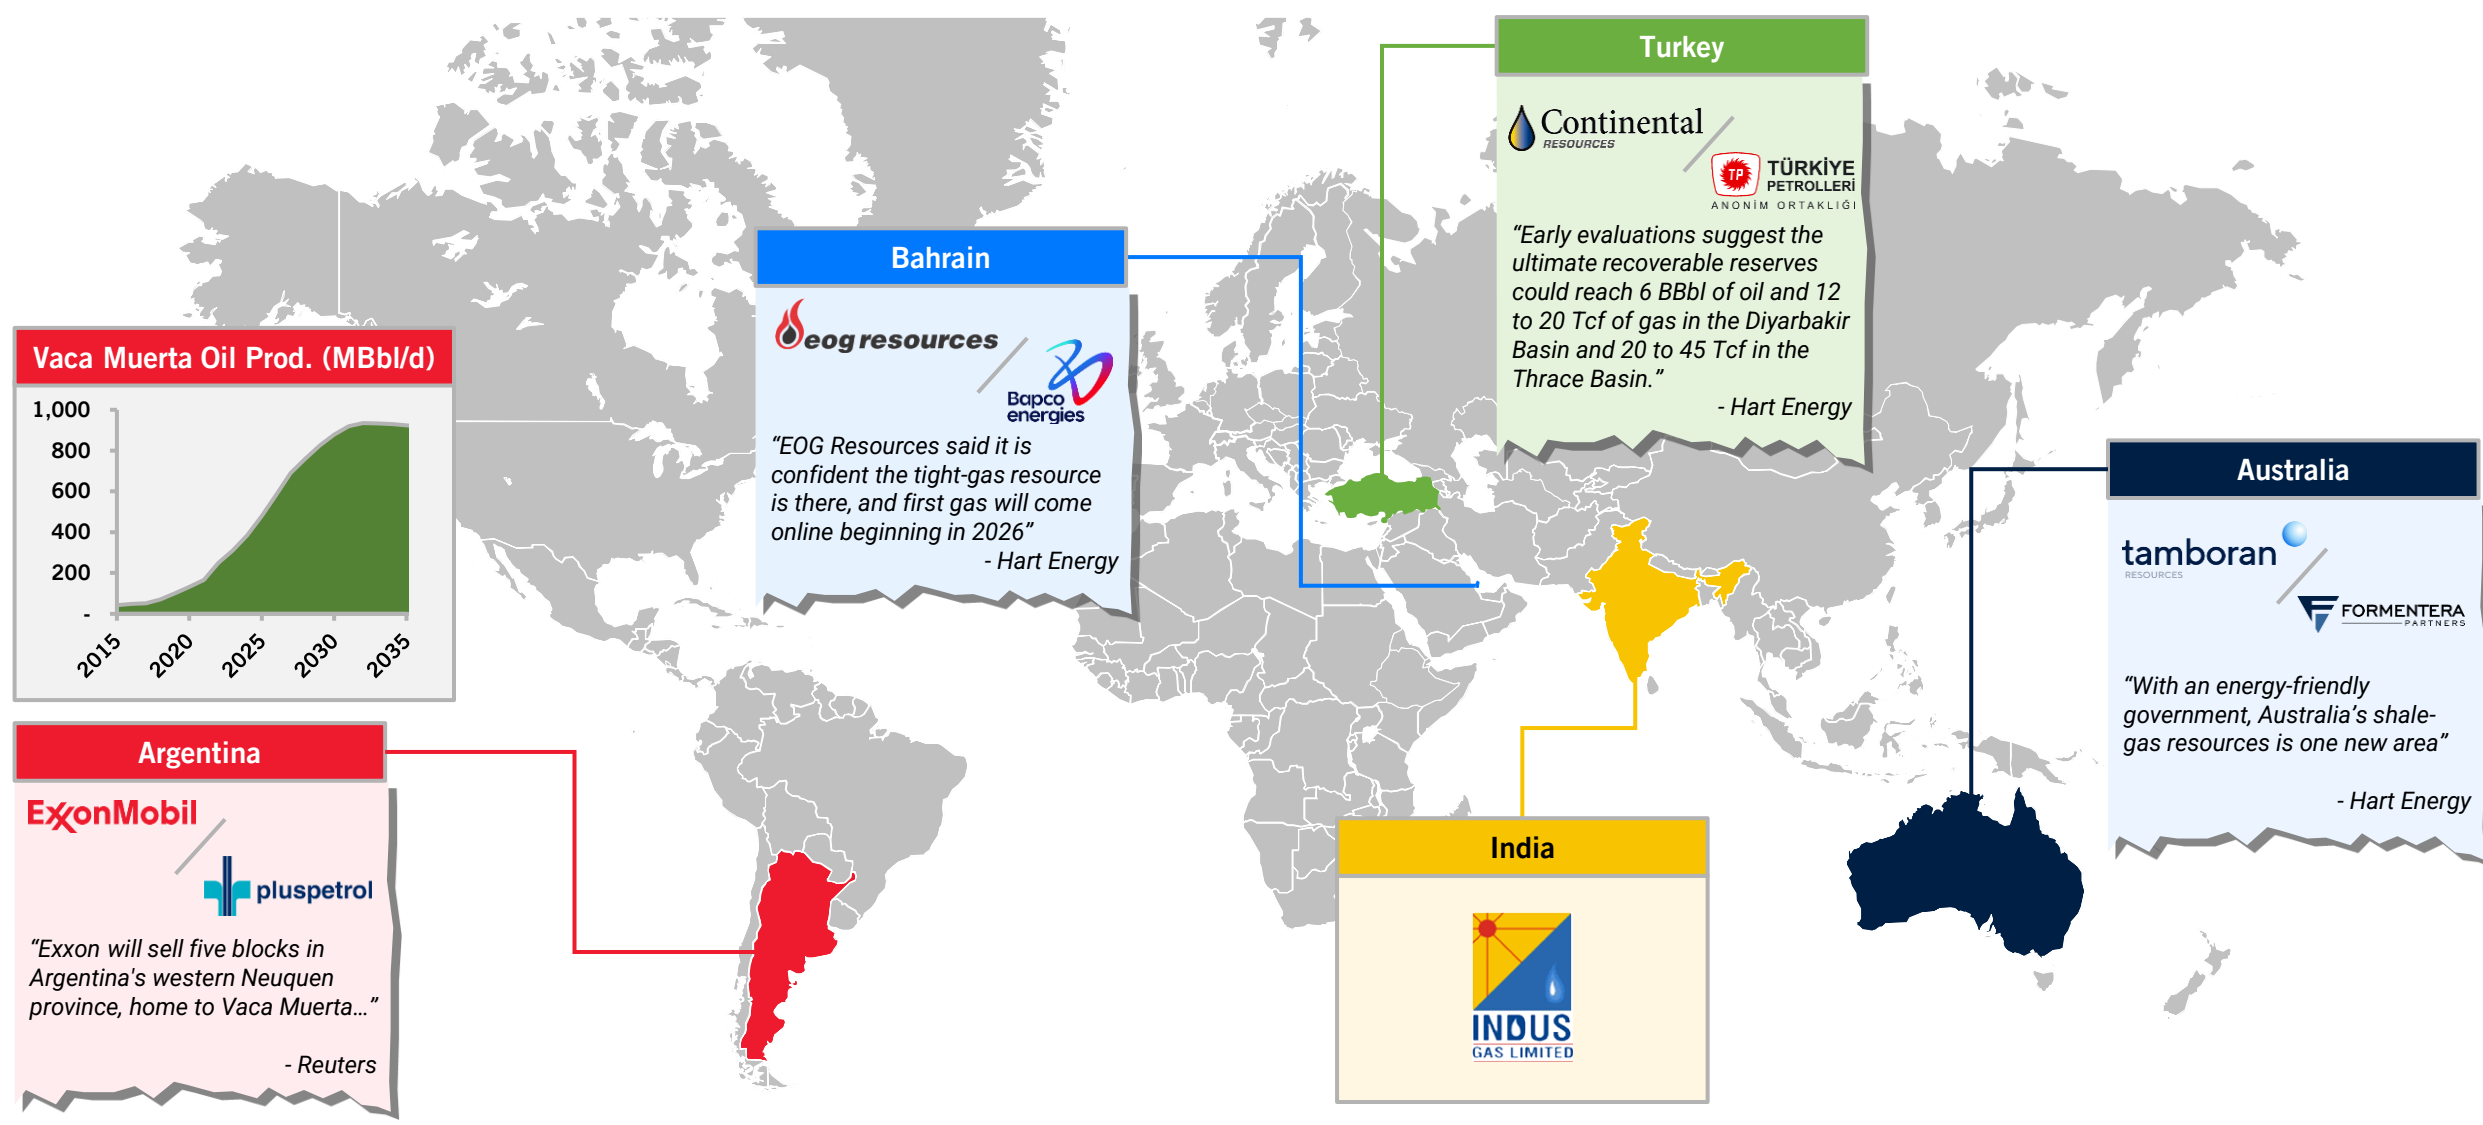 Vaca Muerta Oil Prod. (MBbl/d)
1,000
800
600
400
200
-
2015
2020
2025
2030
2035
Argentina
ExxonMobil
pluspetrol
“Exxon will sell five blocks in
Argentina's western Neuquen
province, home to Vaca Muerta…”
- Reuters
Bahrain
eog resources
Bapco
energies
“EOG Resources said it is
confident the tight-gas resource
is there, and first gas will come
online beginning in 2026”
- Hart Energy
Turkey
Continental
RESOURCES
TP
TÜRKİYE
PETROLLERİ
ANONİM ORTAKLIĞI
“Early evaluations suggest the
ultimate recoverable reserves
could reach 6 BBbl of oil and 12
to 20 Tcf of gas in the Diyarbakir
Basin and 20 to 45 Tcf in the
Thrace Basin.”
- Hart Energy
India
INDUS
GAS LIMITED
Australia
tamboran
RESOURCES
FORMENTERA
PARTNERS
“With an energy-friendly
government, Australia’s shale-
gas resources is one new area”
- Hart Energy